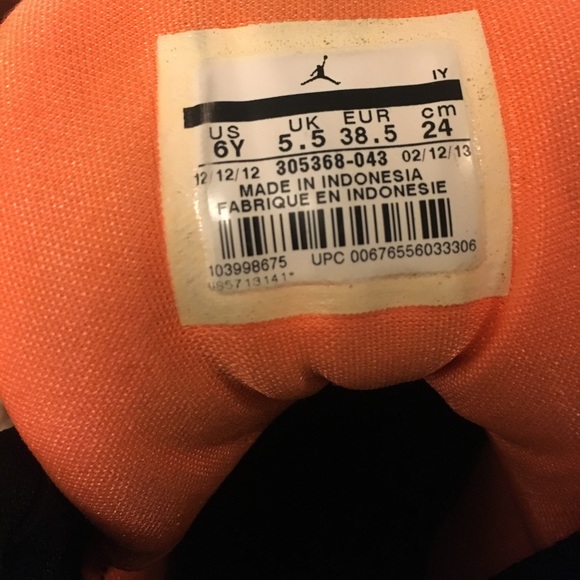 IY
US UK EUR cm
6Y 5.5 38.5 24
12/12/12 305368-043 02/12/13
MADE IN INDONESIA
FABRIQUE EN INDONESIE
103998675 UPC 00676556033306